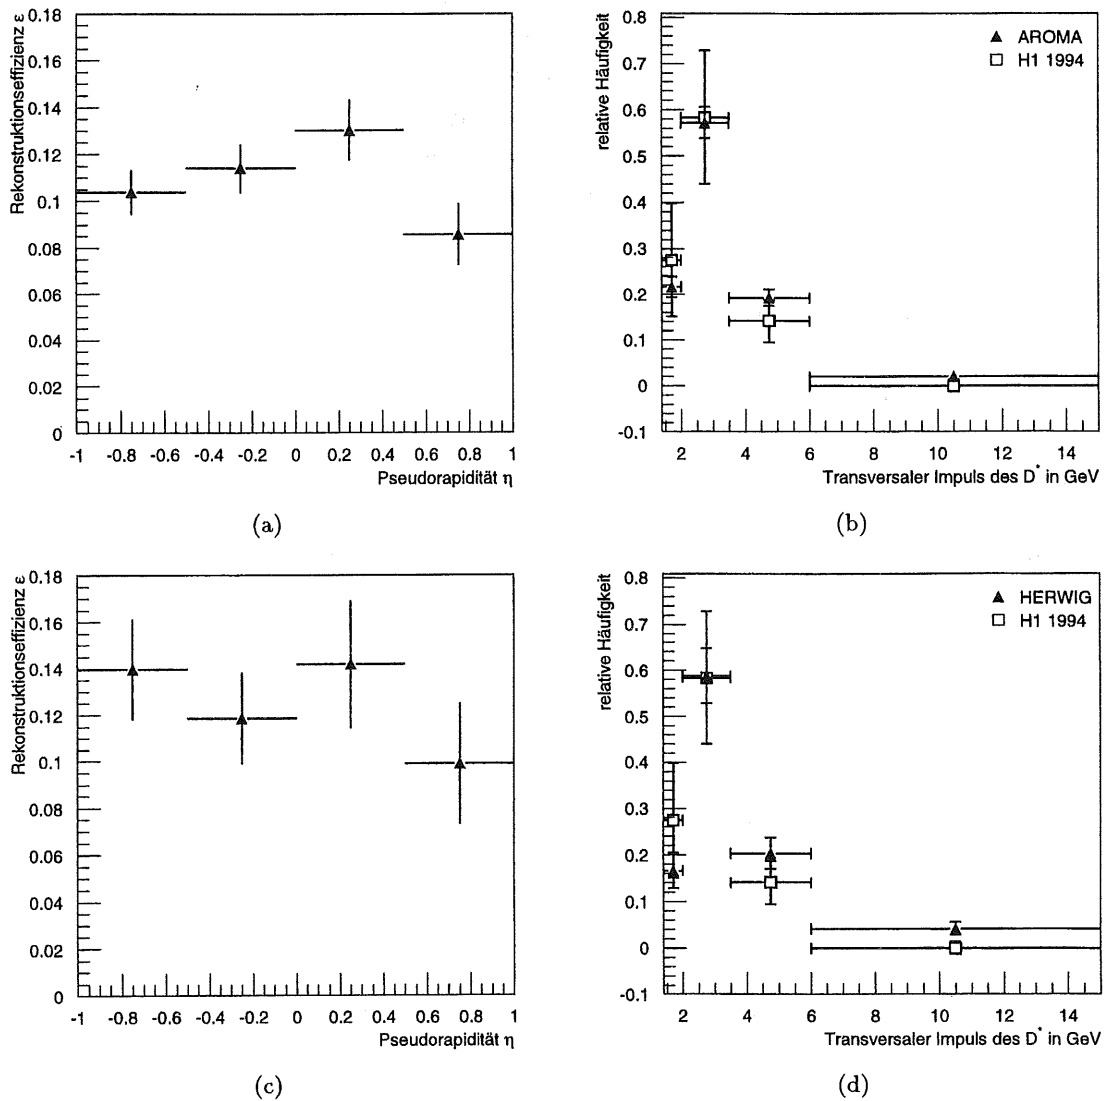 Rekonstruktionseffizienz ε
0.18
0.16
0.14
0.12
0.1
0.08
0.06
0.04
0.02
0
-1 -0.8 -0.6 -0.4 -0.2 0 0.2 0.4 0.6 0.8 1
Pseudorapidität η
(a)
relative Häufigkeit
0.8
0.7
0.6
0.5
0.4
0.3
0.2
0.1
0
-0.1
AROMA
H1 1994
2 4 6 8 10 12 14
Transversaler Impuls des D* in GeV
(b)
Rekonstruktionseffizienz ε
0.18
0.16
0.14
0.12
0.1
0.08
0.06
0.04
0.02
0
-1 -0.8 -0.6 -0.4 -0.2 0 0.2 0.4 0.6 0.8 1
Pseudorapidität η
(c)
relative Häufigkeit
0.8
0.7
0.6
0.5
0.4
0.3
0.2
0.1
0
-0.1
HERWIG
H1 1994
2 4 6 8 10 12 14
Transversaler Impuls des D* in GeV
(d)